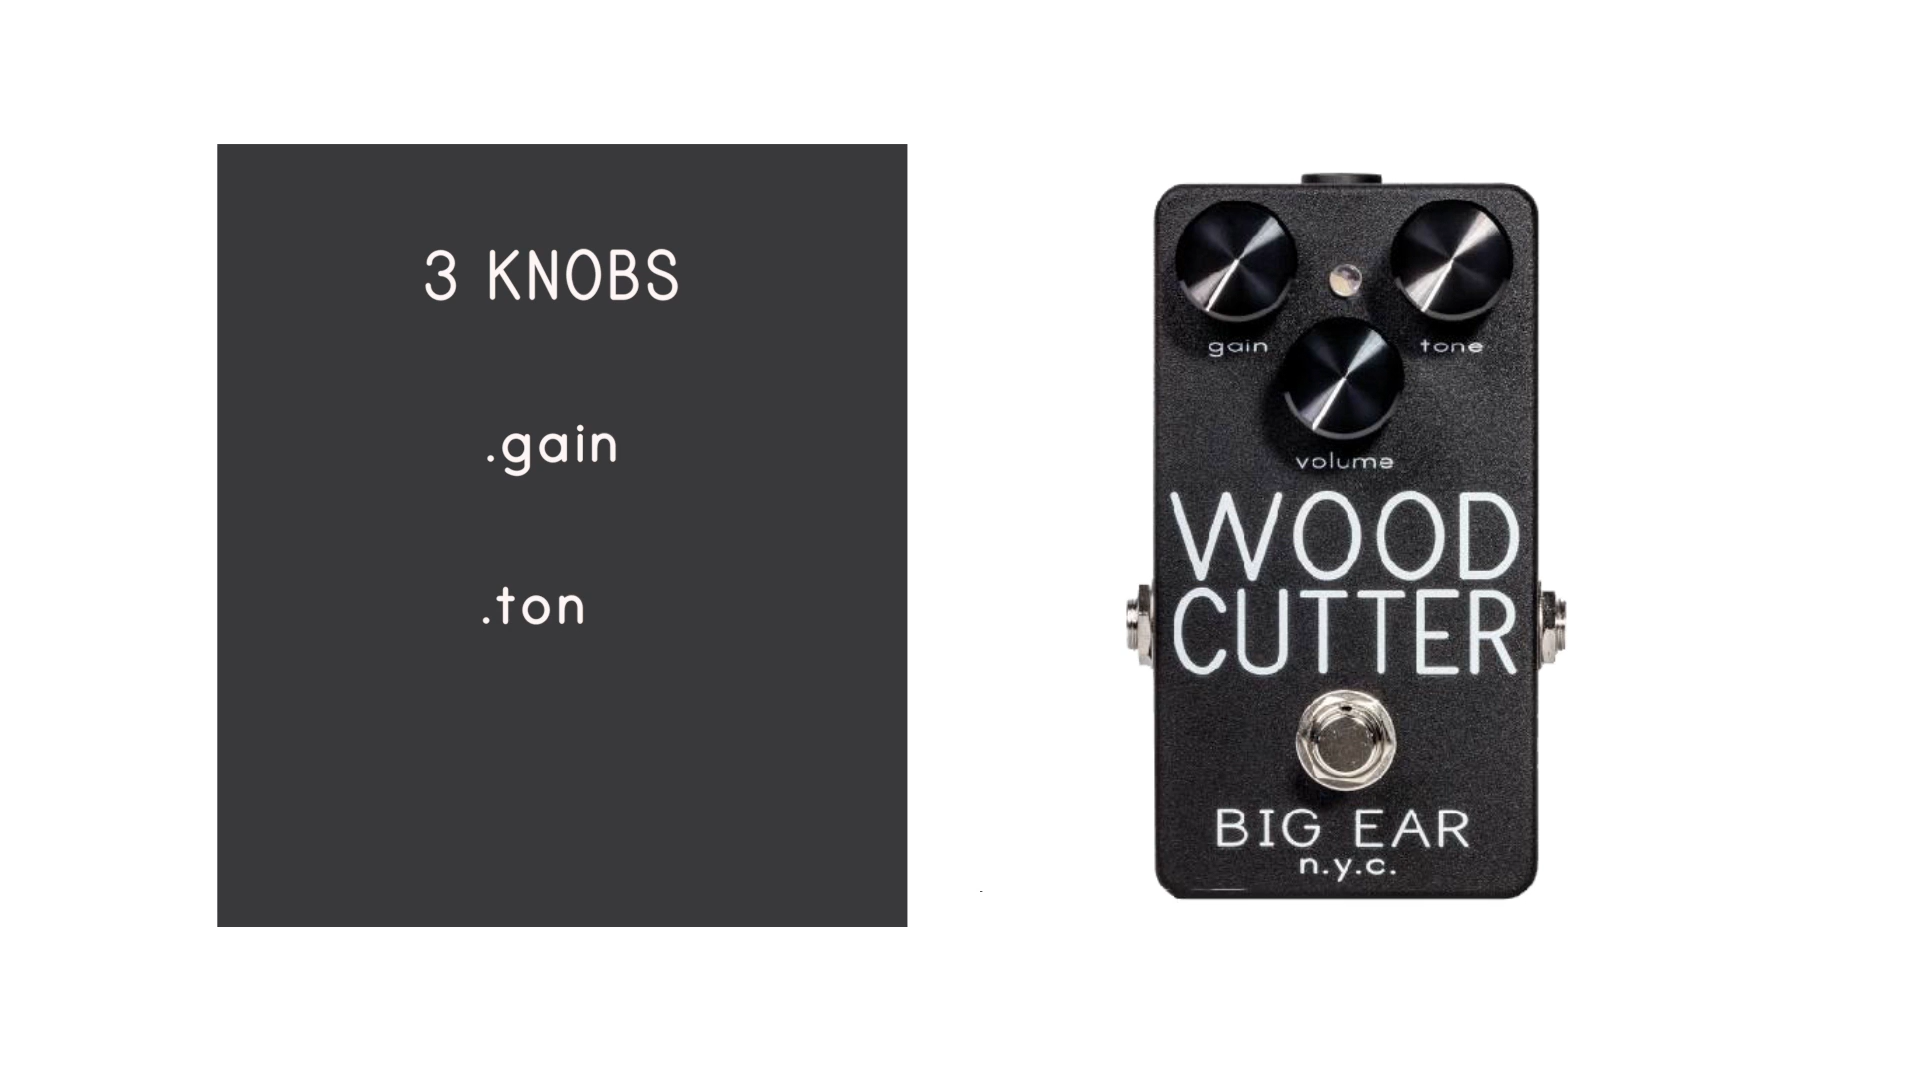 3 KNOBS
.gain
.ton
gain
tone
volume
WOOD
CUTTER
BIG EAR
n.y.c.